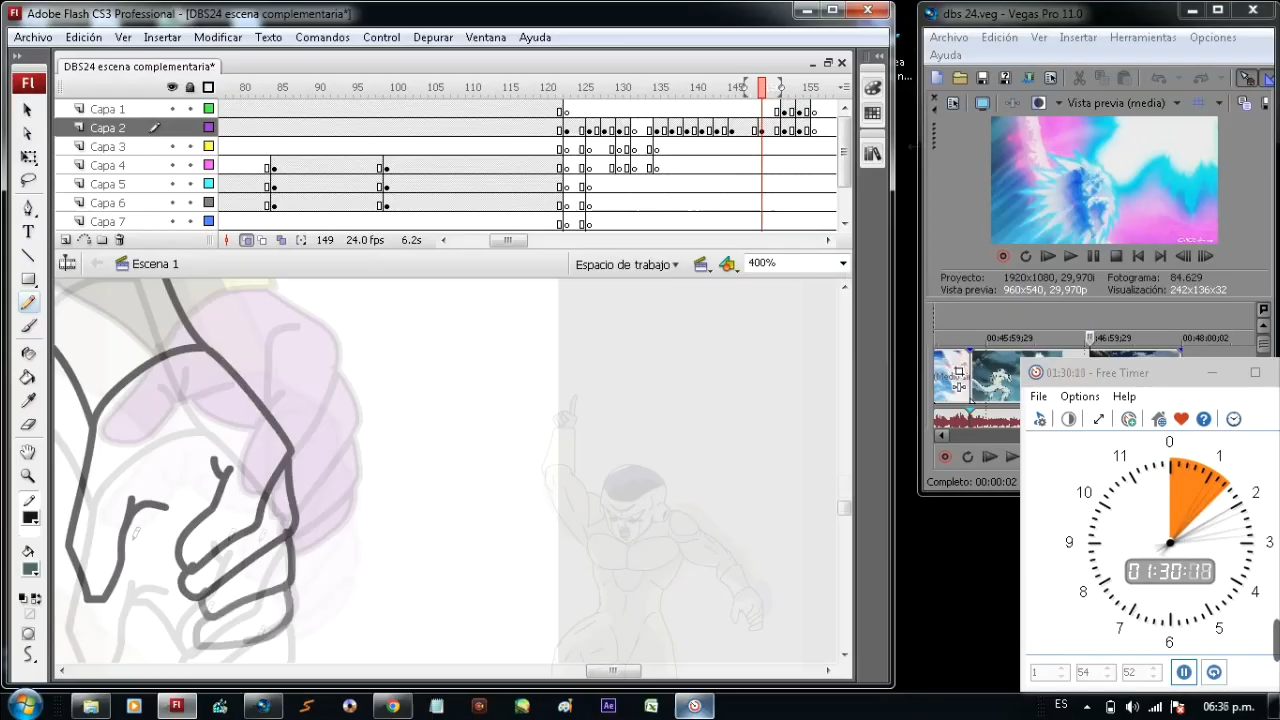 Adobe Flash CS3 Professional - [DBS24 escena complementaria*]
Archivo Edición Ver Insertar Modificar Texto Comandos Control Depurar Ventana Ayuda
DBS24 escena complementaria*
80 85 90 95 100 105 110 115 120 125 130 135 140 145 155
Capa 1
Capa 2
Capa 3
Capa 4
Capa 5
Capa 6
Capa 7
149 24.0 fps 6.2s
Escena 1
Espacio de trabajo
400%
Fl
T
dbs 24.veg - Vegas Pro 11.0
Archivo Edición Ver Insertar Herramientas Opciones
Ayuda
Vista previa (media)
Proyecto: 1920x1080, 29,970i
Fotograma: 84.629
Vista previa: 960x540, 29,970p
Visualización: 242x136x32
00:45:59;29
:46:59;29
00:48:00;02
Completo: 00:00:02
01:30:18 - Free Timer
File Options Help
0
1
2
3
4
5
6
7
8
9
10
11
01:30:18
1 54 52
Fl
Ae
ES
06:36 p.m.